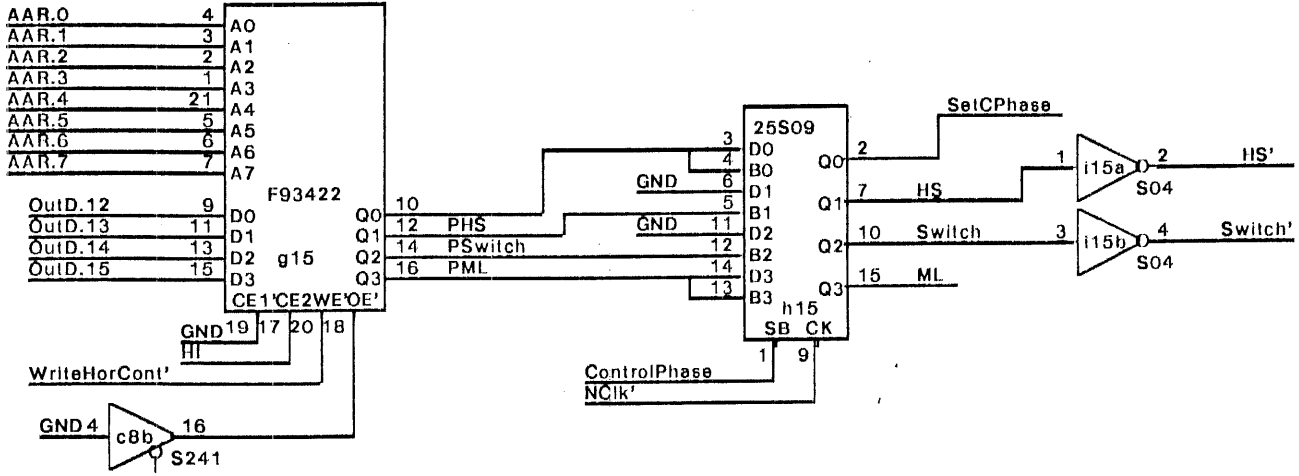 AAR.0 4 A0
AAR.1 3 A1
AAR.2 2 A2
AAR.3 1 A3
AAR.4 21 A4
AAR.5 5 A5
AAR.6 6 A6
AAR.7 7 A7
F93422
OutD.12 9 D0 Q0 10
OutD.13 11 D1 Q1 12 PHS
OutD.14 13 D2 Q2 14 PSwitch
OutD.15 15 D3 Q3 16 PML
g15
CE1' CE2 WE' OE'
GND 19 17 20 18
HI
WriteHorCont'
GND 4 c8b 16
S241
25S09
3 D0 Q0 2 SetCPhase
4 B0
GND 6 D1 Q1 7 HS
5 B1
GND 11 D2 Q2 10 Switch
12 B2
14 D3 Q3 15 ML
13 B3
h15
SB CK
1 9
ControlPhase
NClk'
1 i15a 2 HS'
S04
3 i15b 4 Switch'
S04